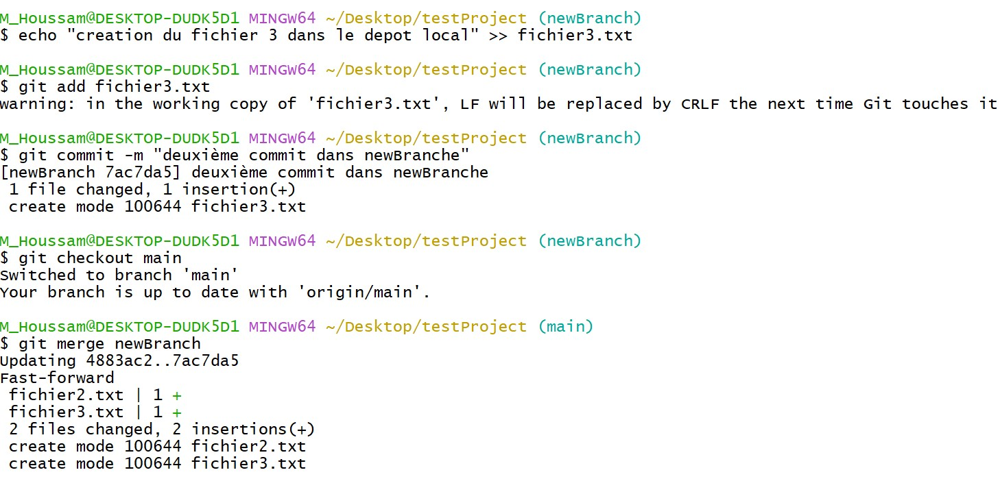 M_Houssam@DESKTOP-DUDK5D1 MINGW64 ~/Desktop/testProject (newBranch)
$ echo "creation du fichier 3 dans le depot local" >> fichier3.txt
M_Houssam@DESKTOP-DUDK5D1 MINGW64 ~/Desktop/testProject (newBranch)
$ git add fichier3.txt
warning: in the working copy of 'fichier3.txt', LF will be replaced by CRLF the next time Git touches it
M_Houssam@DESKTOP-DUDK5D1 MINGW64 ~/Desktop/testProject (newBranch)
$ git commit -m "deuxième commit dans newBranche"
[newBranch 7ac7da5] deuxième commit dans newBranche
1 file changed, 1 insertion(+)
create mode 100644 fichier3.txt
M_Houssam@DESKTOP-DUDK5D1 MINGW64 ~/Desktop/testProject (newBranch)
$ git checkout main
Switched to branch 'main'
Your branch is up to date with 'origin/main'.
M_Houssam@DESKTOP-DUDK5D1 MINGW64 ~/Desktop/testProject (main)
$ git merge newBranch
Updating 4883ac2..7ac7da5
Fast-forward
fichier2.txt | 1 +
fichier3.txt | 1 +
2 files changed, 2 insertions(+)
create mode 100644 fichier2.txt
create mode 100644 fichier3.txt